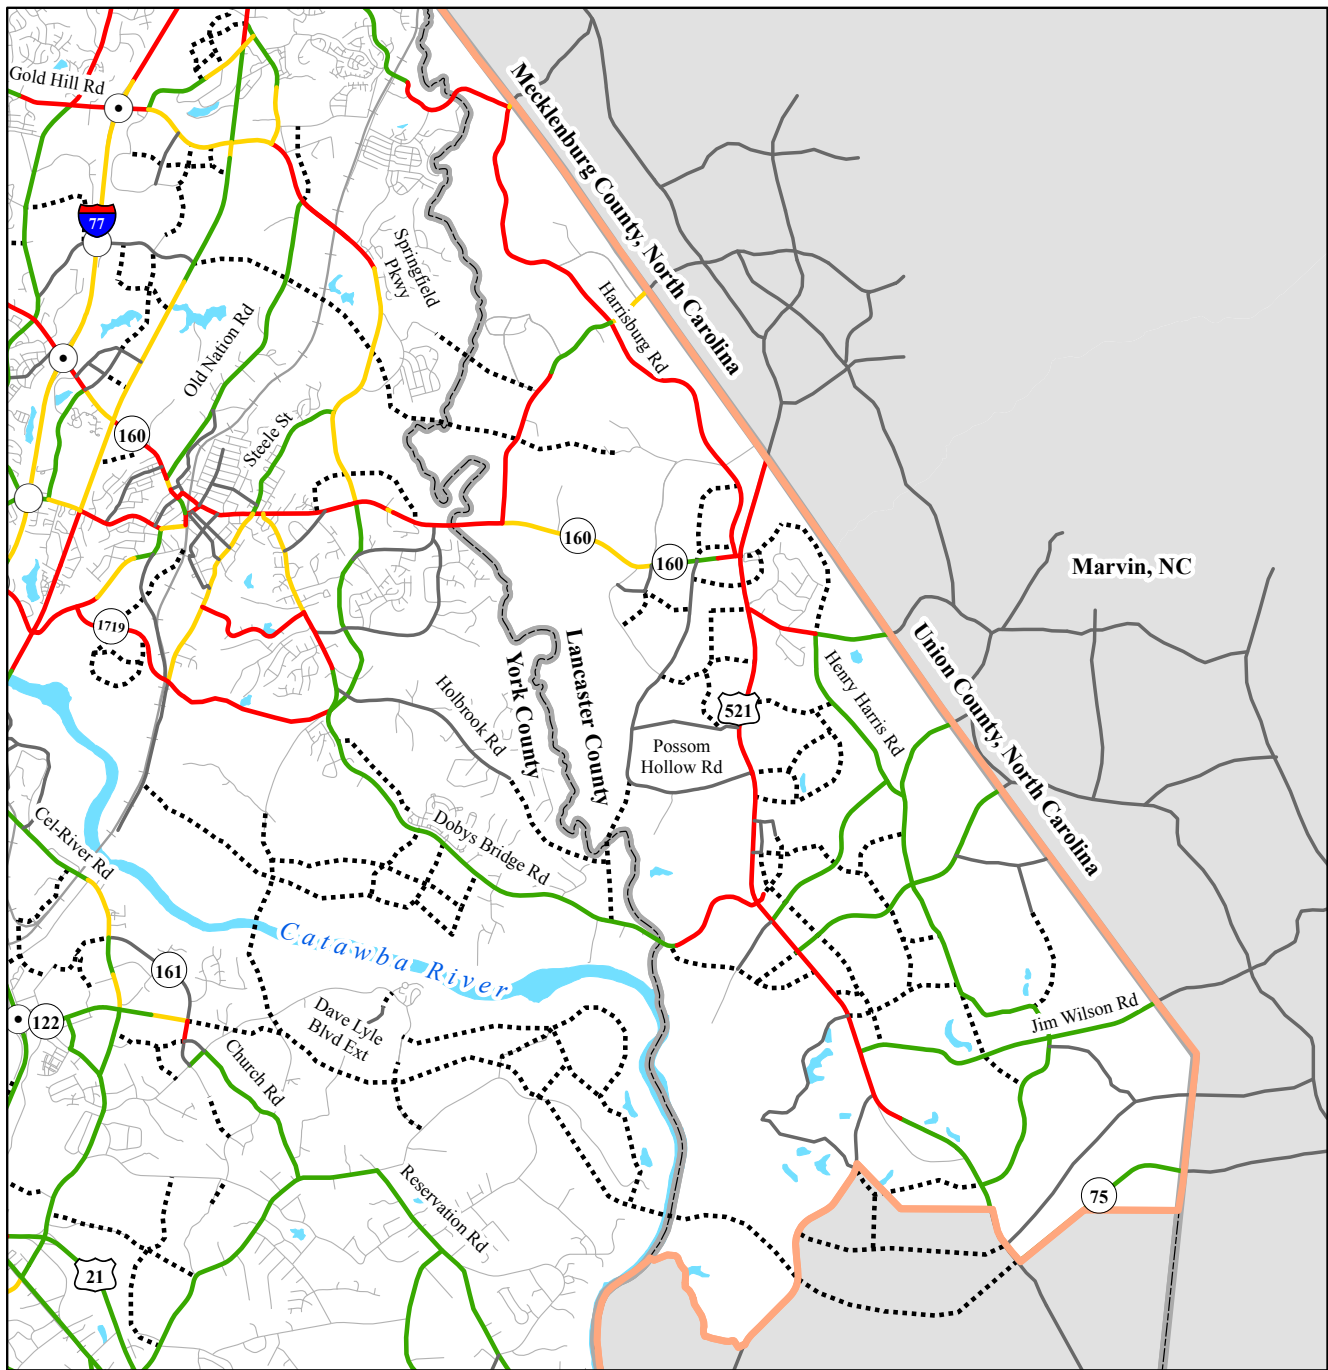 Gold Hill Rd
Mecklenburg County, North Carolina
77
Springfield
Pkwy
Harrisburg Rd
Old Nation Rd
160
Steele St
160
160
Marvin, NC
1719
Union County, North Carolina
York County
Lancaster County
Henry Harris Rd
Holbrook Rd
521
Possom
Hollow Rd
Cel-River Rd
Dobys Bridge Rd
Catawba River
161
122
Dave Lyle
Blvd Ext
Jim Wilson Rd
Church Rd
Reservation Rd
75
21